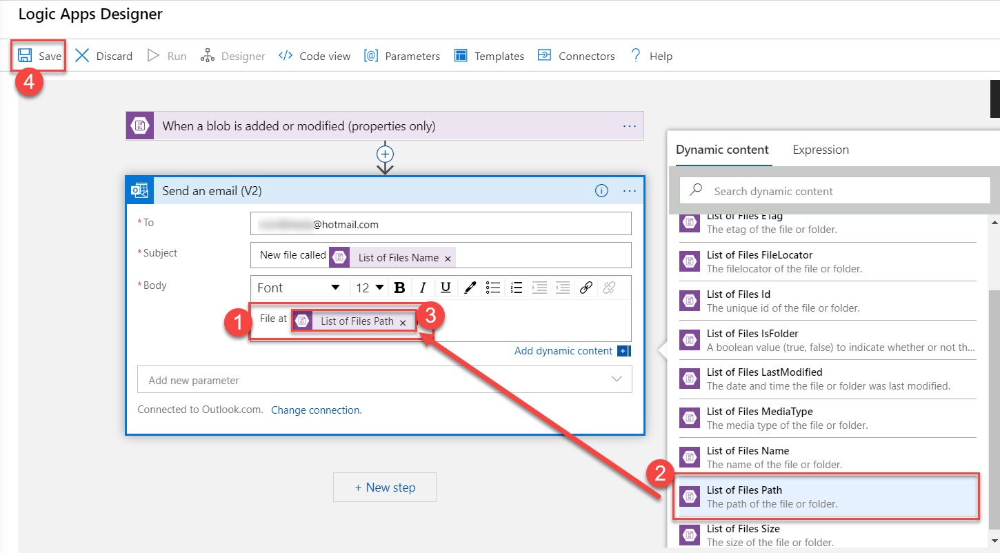 Logic Apps Designer
Save Discard Run Designer </> Code view [@] Parameters Templates Connectors ? Help
4
When a blob is added or modified (properties only) ...
Dynamic content Expression
Send an email (V2) i ...
Search dynamic content
* To @hotmail.com
List of Files ETag
The etag of the file or folder.
* Subject New file called List of Files Name ×
List of Files FileLocator
The filelocator of the file or folder.
* Body Font 12 B I U
List of Files Id
The unique id of the file or folder.
1 File at List of Files Path × 3
List of Files IsFolder
A boolean value (true, false) to indicate whether or not th...
Add dynamic content +
List of Files LastModified
The date and time the file or folder was last modified.
Add new parameter
Connected to Outlook.com. Change connection.
List of Files MediaType
The media type of the file or folder.
List of Files Name
The name of the file or folder.
2
+ New step
List of Files Path
The path of the file or folder.
List of Files Size
The size of the file or folder.